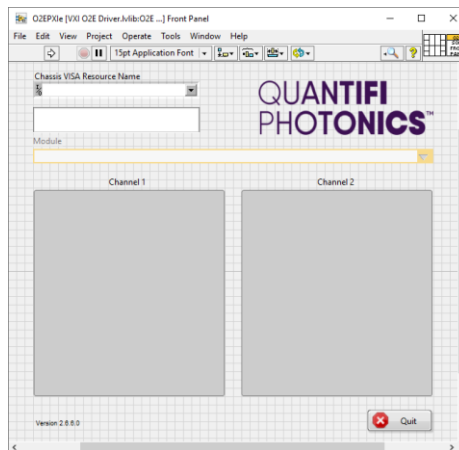 O2EPXIe [VXI O2E Driver.lvlib:O2E ...] Front Panel
File Edit View Project Operate Tools Window Help
15pt Application Font
Chassis VISA Resource Name
QUANTIFI
PHOTONICS™
Module
Channel 1 Channel 2
Version 2.6.6.0
Quit